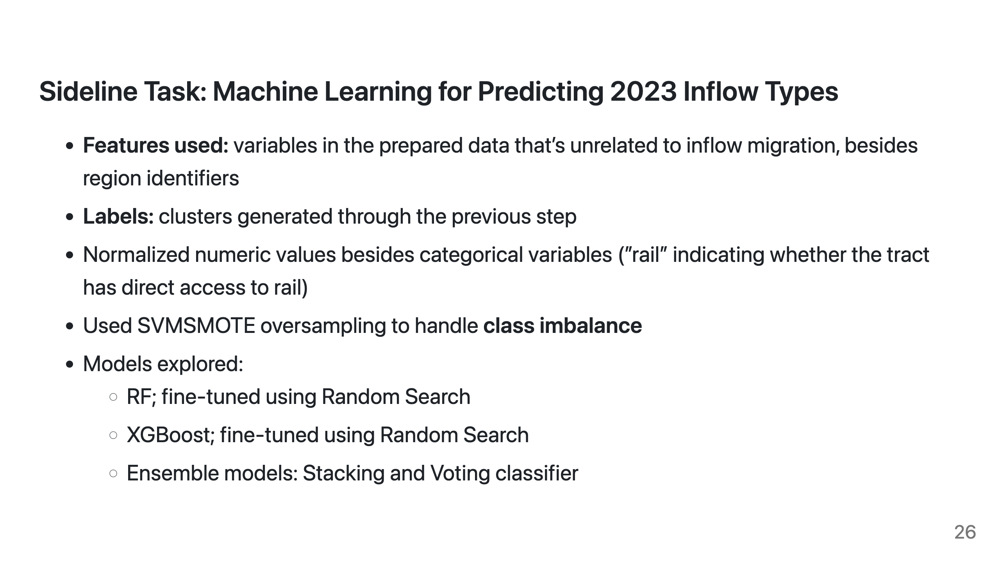 Sideline Task: Machine Learning for Predicting 2023 Inflow Types
• Features used: variables in the prepared data that’s unrelated to inflow migration, besides
region identifiers
• Labels: clusters generated through the previous step
• Normalized numeric values besides categorical variables (”rail” indicating whether the tract
has direct access to rail)
• Used SVMSMOTE oversampling to handle class imbalance
• Models explored:
○ RF; fine-tuned using Random Search
○ XGBoost; fine-tuned using Random Search
○ Ensemble models: Stacking and Voting classifier
26